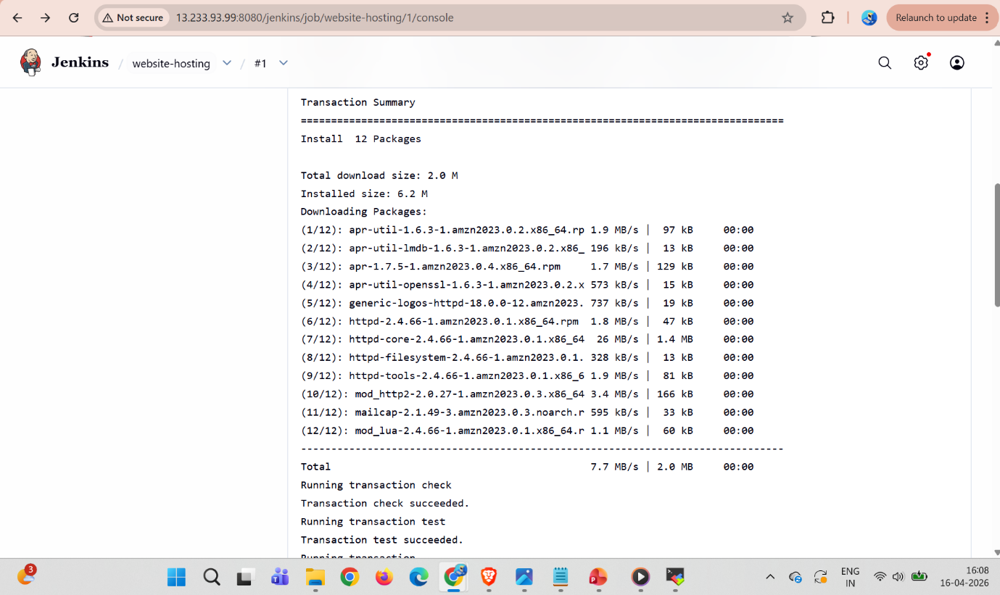 Not secure 13.233.93.99:8080/jenkins/job/website-hosting/1/console Relaunch to update
Jenkins / website-hosting / #1
Transaction Summary
================================================================================
Install  12 Packages
Total download size: 2.0 M
Installed size: 6.2 M
Downloading Packages:
(1/12): apr-util-1.6.3-1.amzn2023.0.2.x86_64.rp 1.9 MB/s |  97 kB     00:00
(2/12): apr-util-lmdb-1.6.3-1.amzn2023.0.2.x86_ 196 kB/s |  13 kB     00:00
(3/12): apr-1.7.5-1.amzn2023.0.4.x86_64.rpm     1.7 MB/s | 129 kB     00:00
(4/12): apr-util-openssl-1.6.3-1.amzn2023.0.2.x 573 kB/s |  15 kB     00:00
(5/12): generic-logos-httpd-18.0.0-12.amzn2023. 737 kB/s |  19 kB     00:00
(6/12): httpd-2.4.66-1.amzn2023.0.1.x86_64.rpm  1.8 MB/s |  47 kB     00:00
(7/12): httpd-core-2.4.66-1.amzn2023.0.1.x86_64  26 MB/s | 1.4 MB     00:00
(8/12): httpd-filesystem-2.4.66-1.amzn2023.0.1. 328 kB/s |  13 kB     00:00
(9/12): httpd-tools-2.4.66-1.amzn2023.0.1.x86_6 1.9 MB/s |  81 kB     00:00
(10/12): mod_http2-2.0.27-1.amzn2023.0.3.x86_64 3.4 MB/s | 166 kB     00:00
(11/12): mailcap-2.1.49-3.amzn2023.0.3.noarch.r 595 kB/s |  33 kB     00:00
(12/12): mod_lua-2.4.66-1.amzn2023.0.1.x86_64.r 1.1 MB/s |  60 kB     00:00
--------------------------------------------------------------------------------
Total                                           7.7 MB/s | 2.0 MB     00:00
Running transaction check
Transaction check succeeded.
Running transaction test
Transaction test succeeded.
Running transaction
3
ENG
IN
16:08
16-04-2026